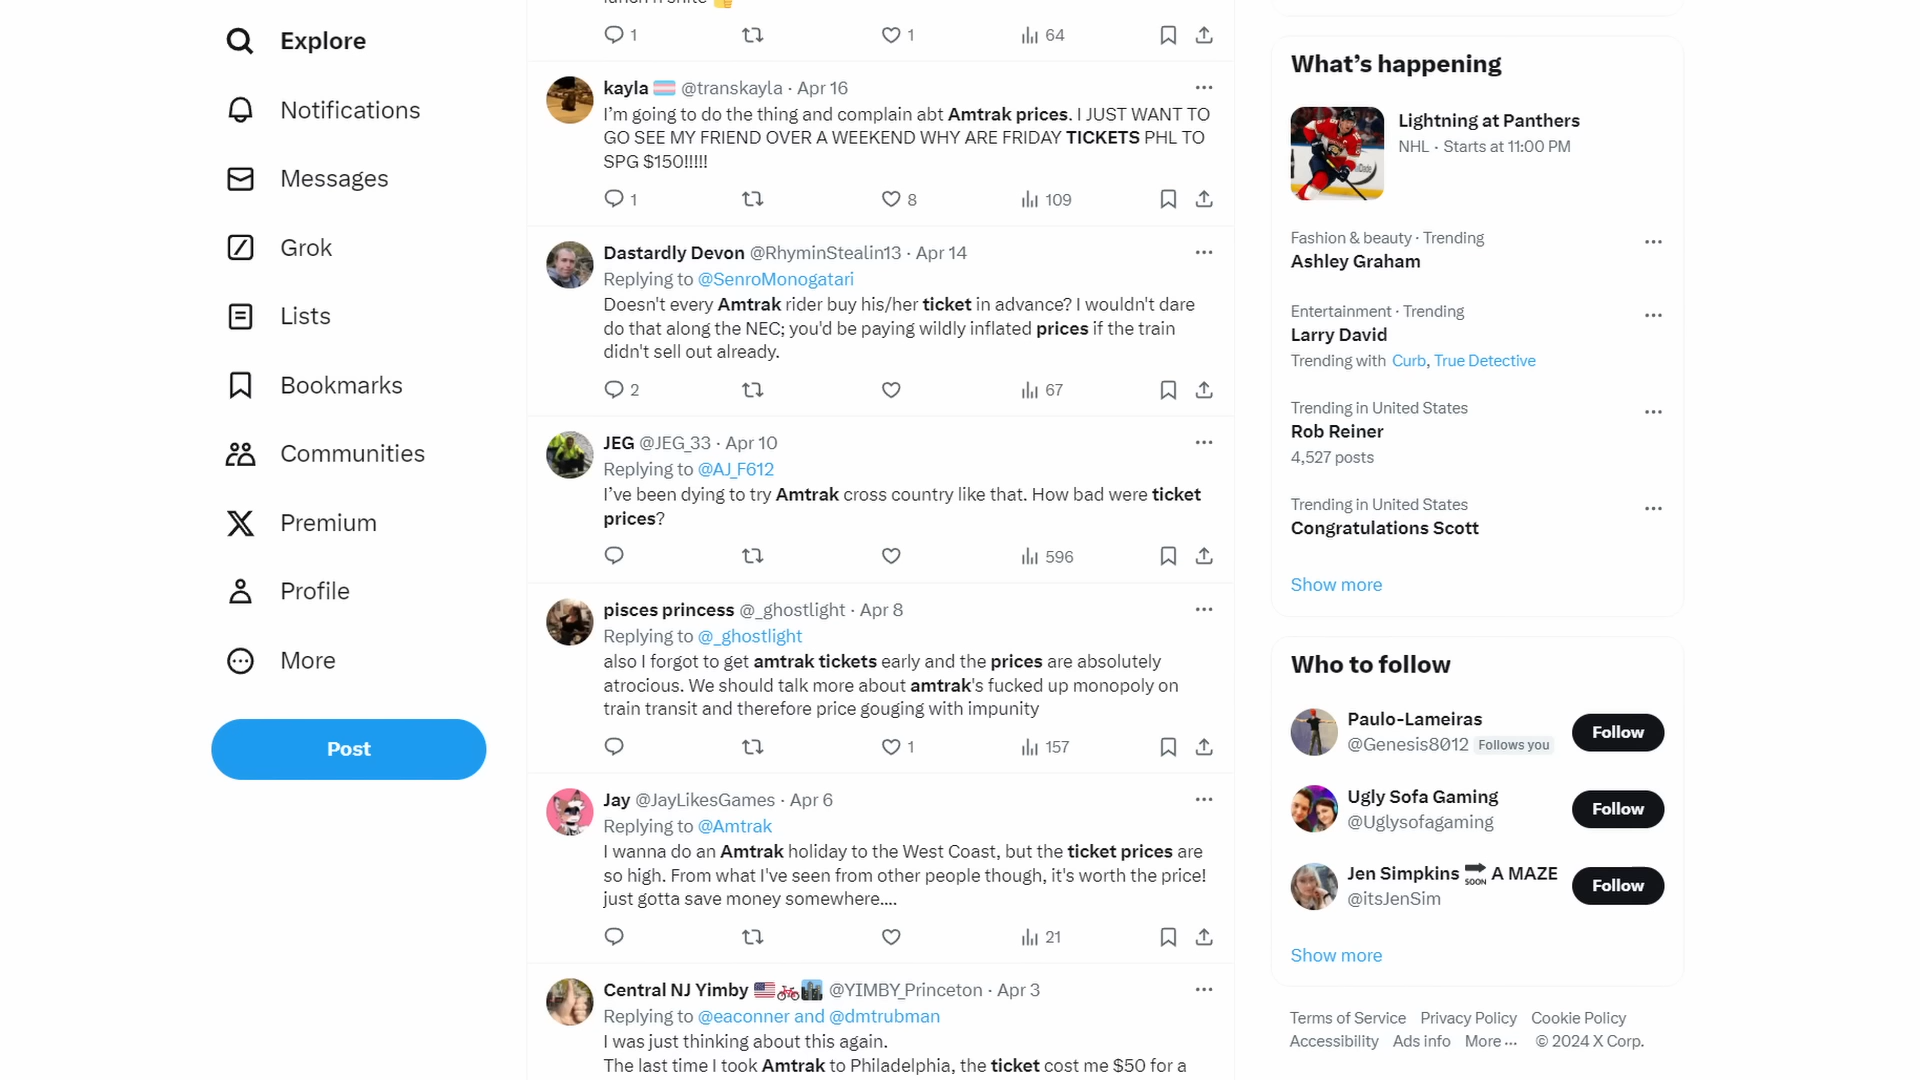 Explore
Notifications
Messages
Grok
Lists
Bookmarks
Communities
Premium
Profile
More
Post
1
1
64
kayla @transkayla · Apr 16
I’m going to do the thing and complain abt Amtrak prices. I JUST WANT TO
GO SEE MY FRIEND OVER A WEEKEND WHY ARE FRIDAY TICKETS PHL TO
SPG $150!!!!!
1
8
109
Dastardly Devon @RhyminStealin13 · Apr 14
Replying to @SenroMonogatari
Doesn't every Amtrak rider buy his/her ticket in advance? I wouldn't dare
do that along the NEC; you'd be paying wildly inflated prices if the train
didn't sell out already.
2
67
JEG @JEG_33 · Apr 10
Replying to @AJ_F612
I’ve been dying to try Amtrak cross country like that. How bad were ticket
prices?
596
pisces princess @_ghostlight · Apr 8
Replying to @_ghostlight
also I forgot to get amtrak tickets early and the prices are absolutely
atrocious. We should talk more about amtrak's fucked up monopoly on
train transit and therefore price gouging with impunity
1
157
Jay @JayLikesGames · Apr 6
Replying to @Amtrak
I wanna do an Amtrak holiday to the West Coast, but the ticket prices are
so high. From what I've seen from other people though, it's worth the price!
just gotta save money somewhere....
21
Central NJ Yimby @YIMBY_Princeton · Apr 3
Replying to @eaconner and @dmtrubman
I was just thinking about this again.
The last time I took Amtrak to Philadelphia, the ticket cost me $50 for a
What’s happening
Lightning at Panthers
NHL · Starts at 11:00 PM
Fashion & beauty · Trending
Ashley Graham
Entertainment · Trending
Larry David
Trending with Curb, True Detective
Trending in United States
Rob Reiner
4,527 posts
Trending in United States
Congratulations Scott
Show more
Who to follow
Paulo-Lameiras
@Genesis8012 Follows you
Follow
Ugly Sofa Gaming
@Uglysofagaming
Follow
Jen Simpkins SOON A MAZE
@itsJenSim
Follow
Show more
Terms of Service Privacy Policy Cookie Policy
Accessibility Ads info More ··· © 2024 X Corp.